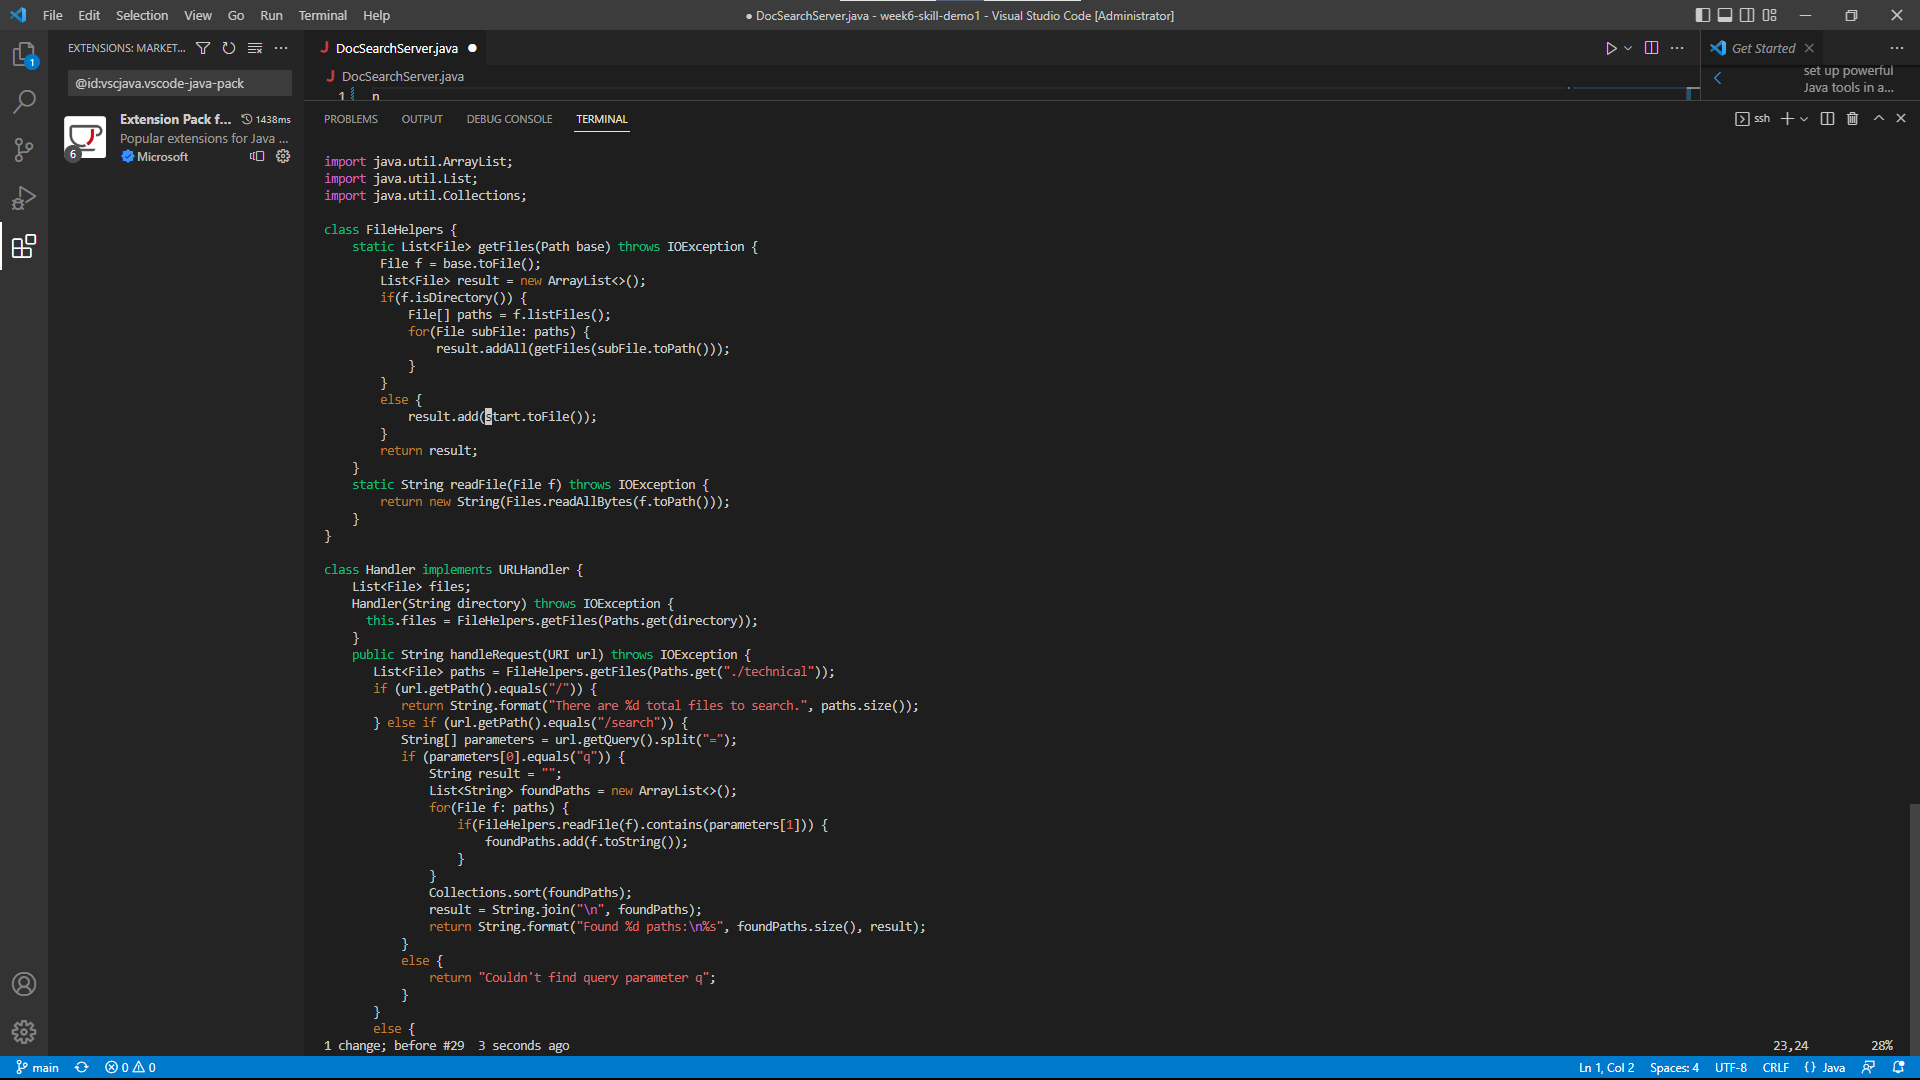 File Edit Selection View Go Run Terminal Help
● DocSearchServer.java - week6-skill-demo1 - Visual Studio Code [Administrator]
EXTENSIONS: MARKET...
1
@id:vscjava.vscode-java-pack
Extension Pack f... 1438ms
Popular extensions for Java ...
Microsoft
6
DocSearchServer.java
DocSearchServer.java
1 n
Get Started
set up powerful
Java tools in a...
PROBLEMS OUTPUT DEBUG CONSOLE TERMINAL
ssh
import java.util.ArrayList;
import java.util.List;
import java.util.Collections;
class FileHelpers {
    static List<File> getFiles(Path base) throws IOException {
        File f = base.toFile();
        List<File> result = new ArrayList<>();
        if(f.isDirectory()) {
            File[] paths = f.listFiles();
            for(File subFile: paths) {
                result.addAll(getFiles(subFile.toPath()));
            }
        }
        else {
            result.add(start.toFile());
        }
        return result;
    }
    static String readFile(File f) throws IOException {
        return new String(Files.readAllBytes(f.toPath()));
    }
}
class Handler implements URLHandler {
    List<File> files;
    Handler(String directory) throws IOException {
      this.files = FileHelpers.getFiles(Paths.get(directory));
    }
    public String handleRequest(URI url) throws IOException {
       List<File> paths = FileHelpers.getFiles(Paths.get("./technical"));
       if (url.getPath().equals("/")) {
           return String.format("There are %d total files to search.", paths.size());
       } else if (url.getPath().equals("/search")) {
           String[] parameters = url.getQuery().split("=");
           if (parameters[0].equals("q")) {
               String result = "";
               List<String> foundPaths = new ArrayList<>();
               for(File f: paths) {
                   if(FileHelpers.readFile(f).contains(parameters[1])) {
                       foundPaths.add(f.toString());
                   }
               }
               Collections.sort(foundPaths);
               result = String.join("\n", foundPaths);
               return String.format("Found %d paths:\n%s", foundPaths.size(), result);
           }
           else {
               return "Couldn't find query parameter q";
           }
       }
       else {
1 change; before #29  3 seconds ago 23,24 28%
main 0 0 Ln 1, Col 2 Spaces: 4 UTF-8 CRLF {} Java